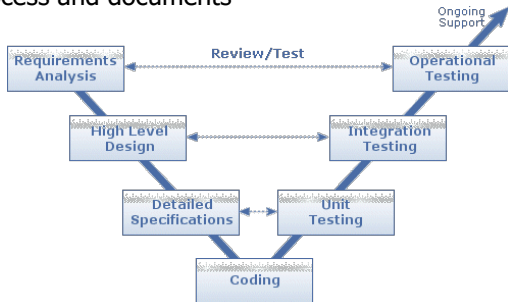 cess and documents
Ongoing
Support
Review/Test
Requirements
Analysis
Operational
Testing
High Level
Design
Integration
Testing
Detailed
Specifications
Unit
Testing
Coding